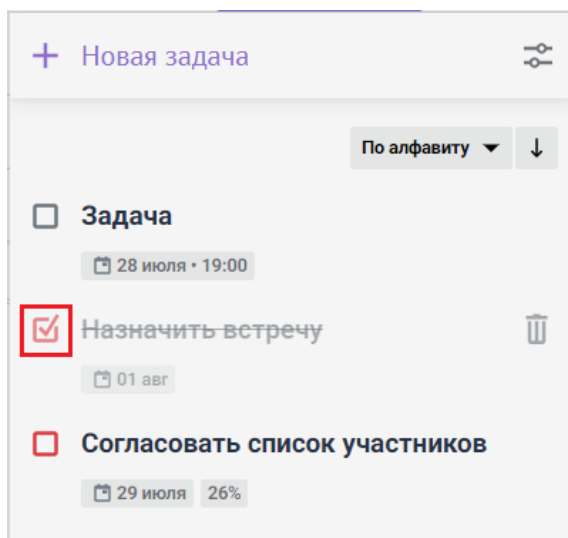 Новая задача
По алфавиту
Задача
28 июля • 19:00
Назначить встречу
01 авг
Согласовать список участников
29 июля 26%